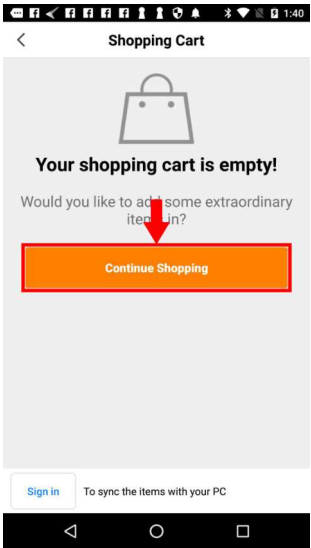 1:40
Shopping Cart
Your shopping cart is empty!
Would you like to add some extraordinary
items in?
Continue Shopping
Sign in
To sync the items with your PC